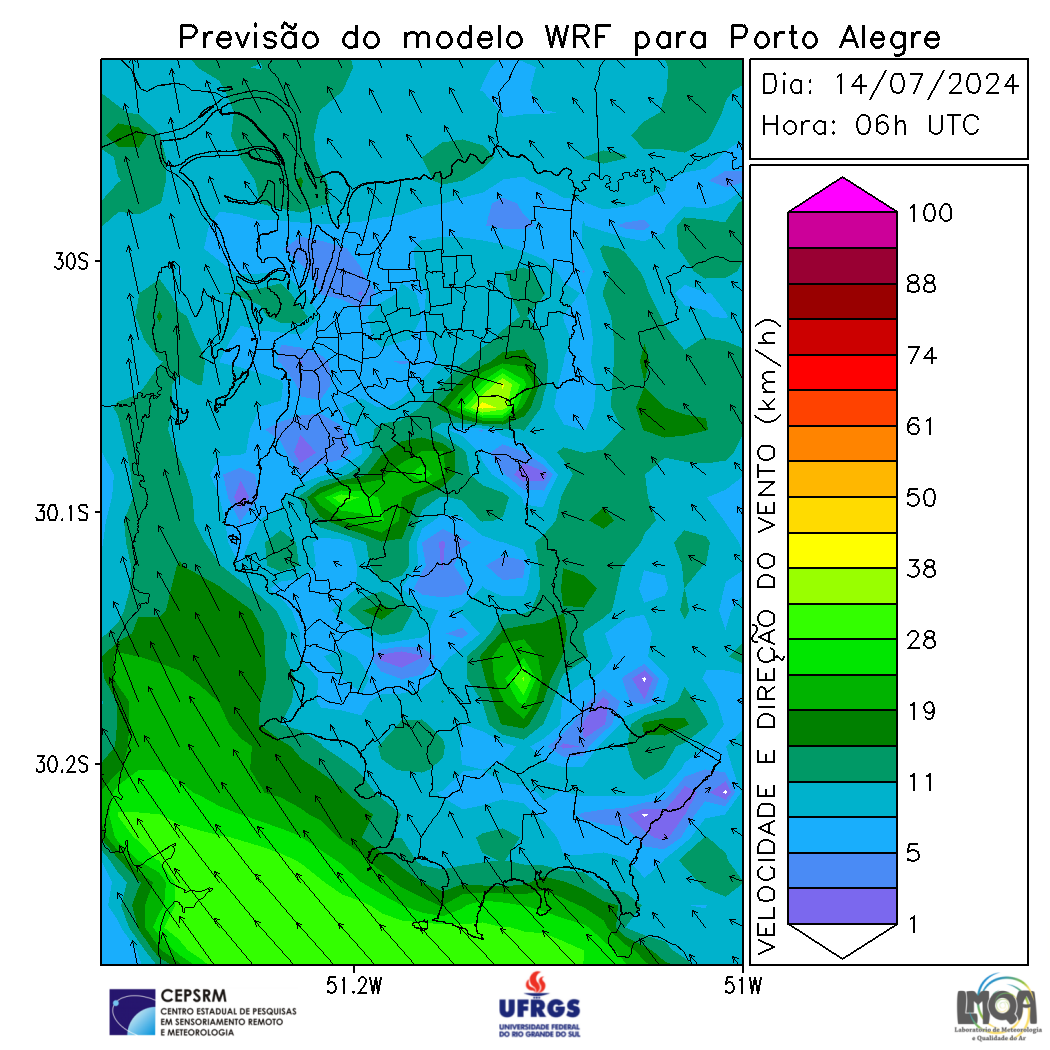 Previsão do modelo WRF para Porto Alegre
Dia: 14/07/2024
Hora: 06h UTC
30S
30.1S
30.2S
51.2W
51W
VELOCIDADE E DIREÇÃO DO VENTO (km/h)
100
88
74
61
50
38
28
19
11
5
1
CEPSRM
CENTRO ESTADUAL DE PESQUISAS
EM SENSORIAMENTO REMOTO
E METEOROLOGIA
UFRGS
UNIVERSIDADE FEDERAL
DO RIO GRANDE DO SUL
LMQA
Laboratório de Meteorologia
e Qualidade do Ar